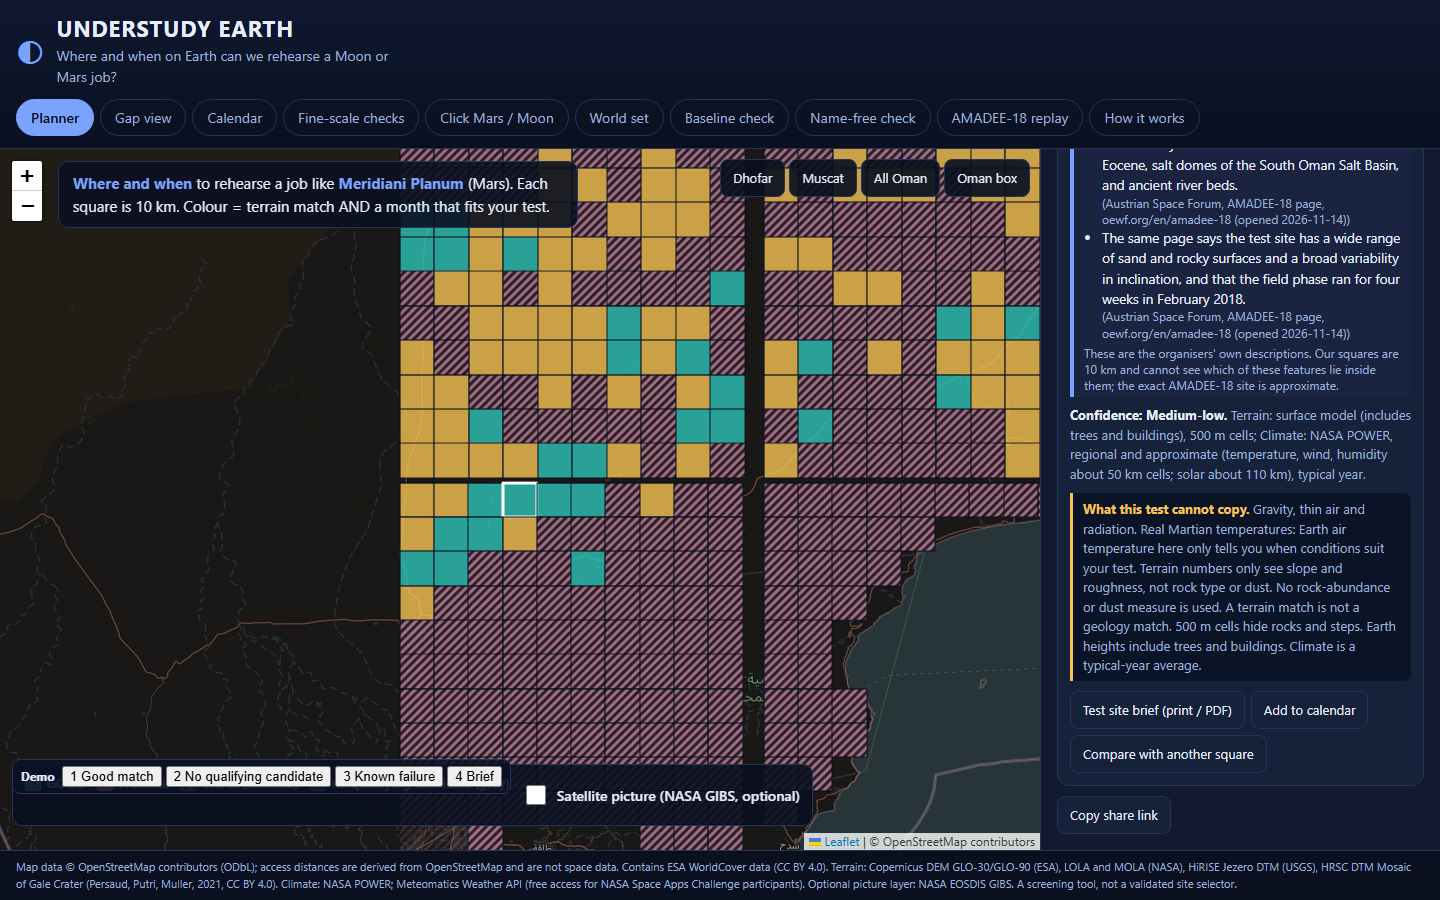 UNDERSTUDY EARTH
Where and when on Earth can we rehearse a Moon or
Mars job?
Planner
Gap view
Calendar
Fine-scale checks
Click Mars / Moon
World set
Baseline check
Name-free check
AMADEE-18 replay
How it works
+
−
Where and when to rehearse a job like Meridiani Planum (Mars). Each
square is 10 km. Colour = terrain match AND a month that fits your test.
Dhofar
Muscat
All Oman
Oman box
Eocene, salt domes of the South Oman Salt Basin,
and ancient river beds.
(Austrian Space Forum, AMADEE-18 page,
oewf.org/en/amadee-18 (opened 2026-11-14))
• The same page says the test site has a wide range
of sand and rocky surfaces and a broad variability
in inclination, and that the field phase ran for four
weeks in February 2018.
(Austrian Space Forum, AMADEE-18 page,
oewf.org/en/amadee-18 (opened 2026-11-14))
These are the organisers' own descriptions. Our squares are
10 km and cannot see which of these features lie inside
them; the exact AMADEE-18 site is approximate.
Confidence: Medium-low. Terrain: surface model (includes
trees and buildings), 500 m cells; Climate: NASA POWER,
regional and approximate (temperature, wind, humidity
about 50 km cells; solar about 110 km), typical year.
What this test cannot copy. Gravity, thin air and
radiation. Real Martian temperatures: Earth air
temperature here only tells you when conditions suit
your test. Terrain numbers only see slope and
roughness, not rock type or dust. No rock-abundance
or dust measure is used. A terrain match is not a
geology match. 500 m cells hide rocks and steps. Earth
heights include trees and buildings. Climate is a
typical-year average.
Test site brief (print / PDF)
Add to calendar
Compare with another square
Copy share link
Demo
1 Good match
2 No qualifying candidate
3 Known failure
4 Brief
Satellite picture (NASA GIBS, optional)
Leaflet | © OpenStreetMap contributors
Map data © OpenStreetMap contributors (ODbL); access distances are derived from OpenStreetMap and are not space data. Contains ESA WorldCover data (CC BY 4.0). Terrain: Copernicus DEM GLO-30/GLO-90 (ESA), LOLA and MOLA (NASA), HiRISE Jezero DTM (USGS), HRSC DTM Mosaic
of Gale Crater (Persaud, Putri, Muller, 2021, CC BY 4.0). Climate: NASA POWER; Meteomatics Weather API (free access for NASA Space Apps Challenge participants). Optional picture layer: NASA EOSDIS GIBS. A screening tool, not a validated site selector.